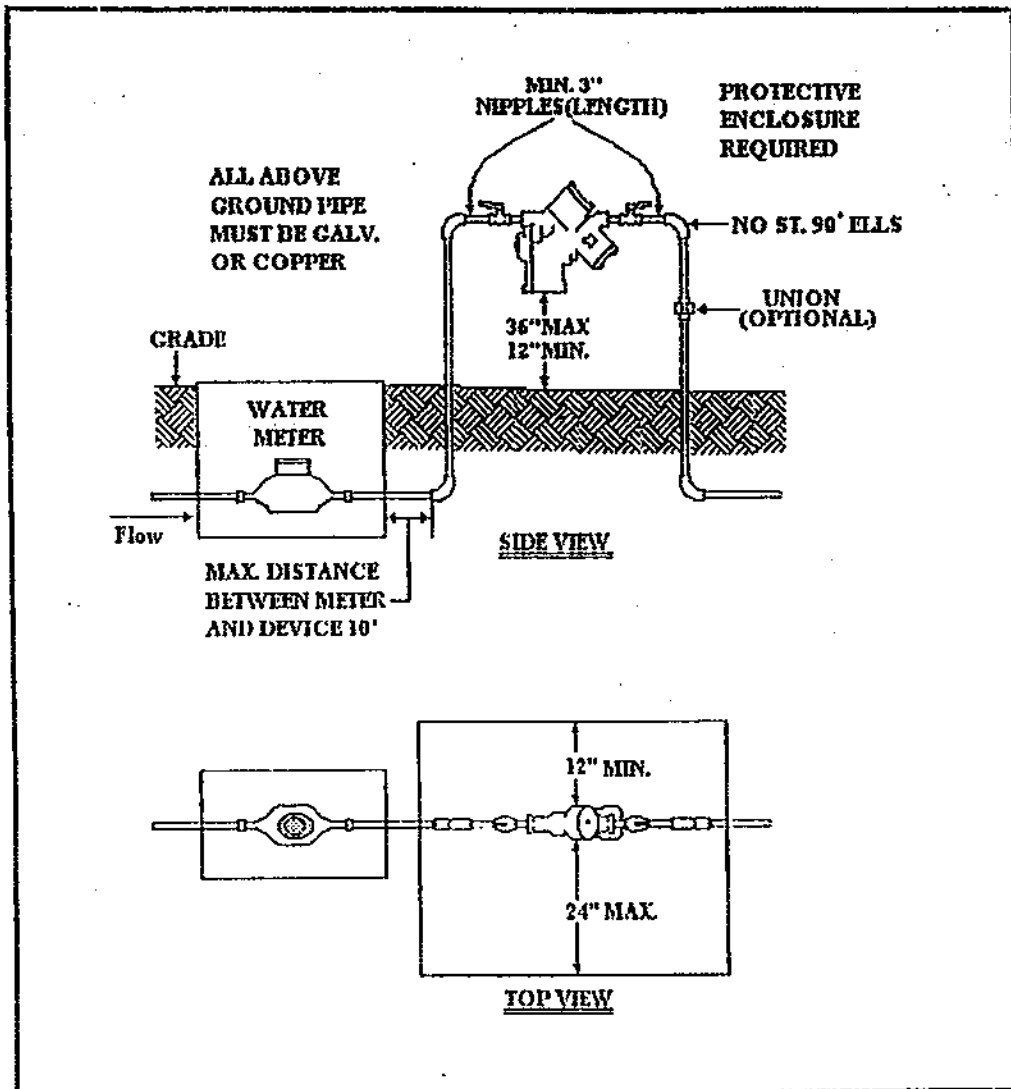 MIN. 3"
NIPPLES(LENGTH)
PROTECTIVE
ENCLOSURE
REQUIRED
ALL ABOVE
GROUND PIPE
MUST BE GALV.
OR COPPER
NO ST. 90° ELLS
UNION
(OPTIONAL)
36" MAX
12" MIN.
GRADE
WATER
METER
Flow
SIDE VIEW
MAX. DISTANCE
BETWEEN METER
AND DEVICE 10'
12" MIN.
24" MAX.
TOP VIEW